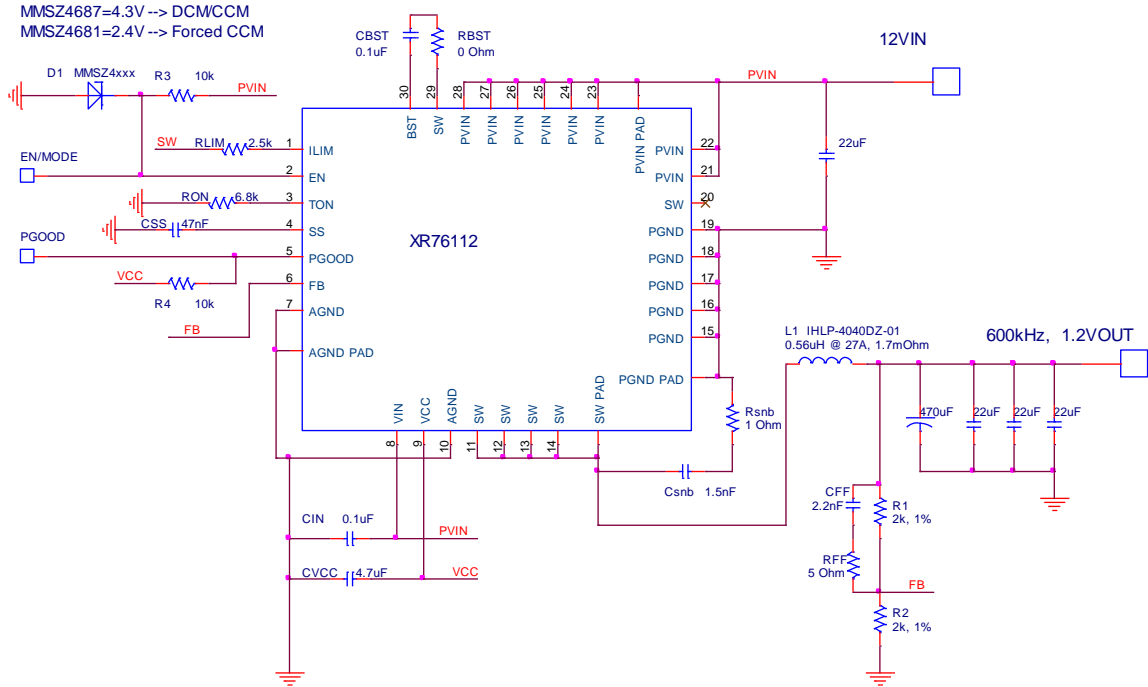 MMSZ4687=4.3V --> DCM/CCM
MMSZ4681=2.4V --> Forced CCM
CBST
0.1uF
RBST
0 Ohm
12VIN
D1 MMSZ4xxx
R3 10k
PVIN
PVIN
30 29 28 27 26 25 24 23
BST SW PVIN PVIN PVIN PVIN PVIN PVIN PVIN PAD
SW RLIM 2.5k 1 ILIM
EN/MODE
2 EN
RON 6.8k 3 TON
CSS 47nF 4 SS
PGOOD
5 PGOOD
VCC
R4 10k
6 FB
FB
7 AGND
AGND PAD
XR76112
PVIN 22
PVIN 21
SW 20
PGND 19
PGND 18
PGND 17
PGND 16
PGND 15
PGND PAD
22uF
VIN VCC AGND SW SW SW SW SW PAD
8 9 10 11 12 13 14
Rsnb
1 Ohm
Csnb 1.5nF
L1 IHLP-4040DZ-01
0.56uH @ 27A, 1.7mOhm
600kHz, 1.2VOUT
470uF 22uF 22uF 22uF
CIN 0.1uF
PVIN
CVCC 4.7uF
VCC
CFF
2.2nF
R1
2k, 1%
RFF
5 Ohm
FB
R2
2k, 1%